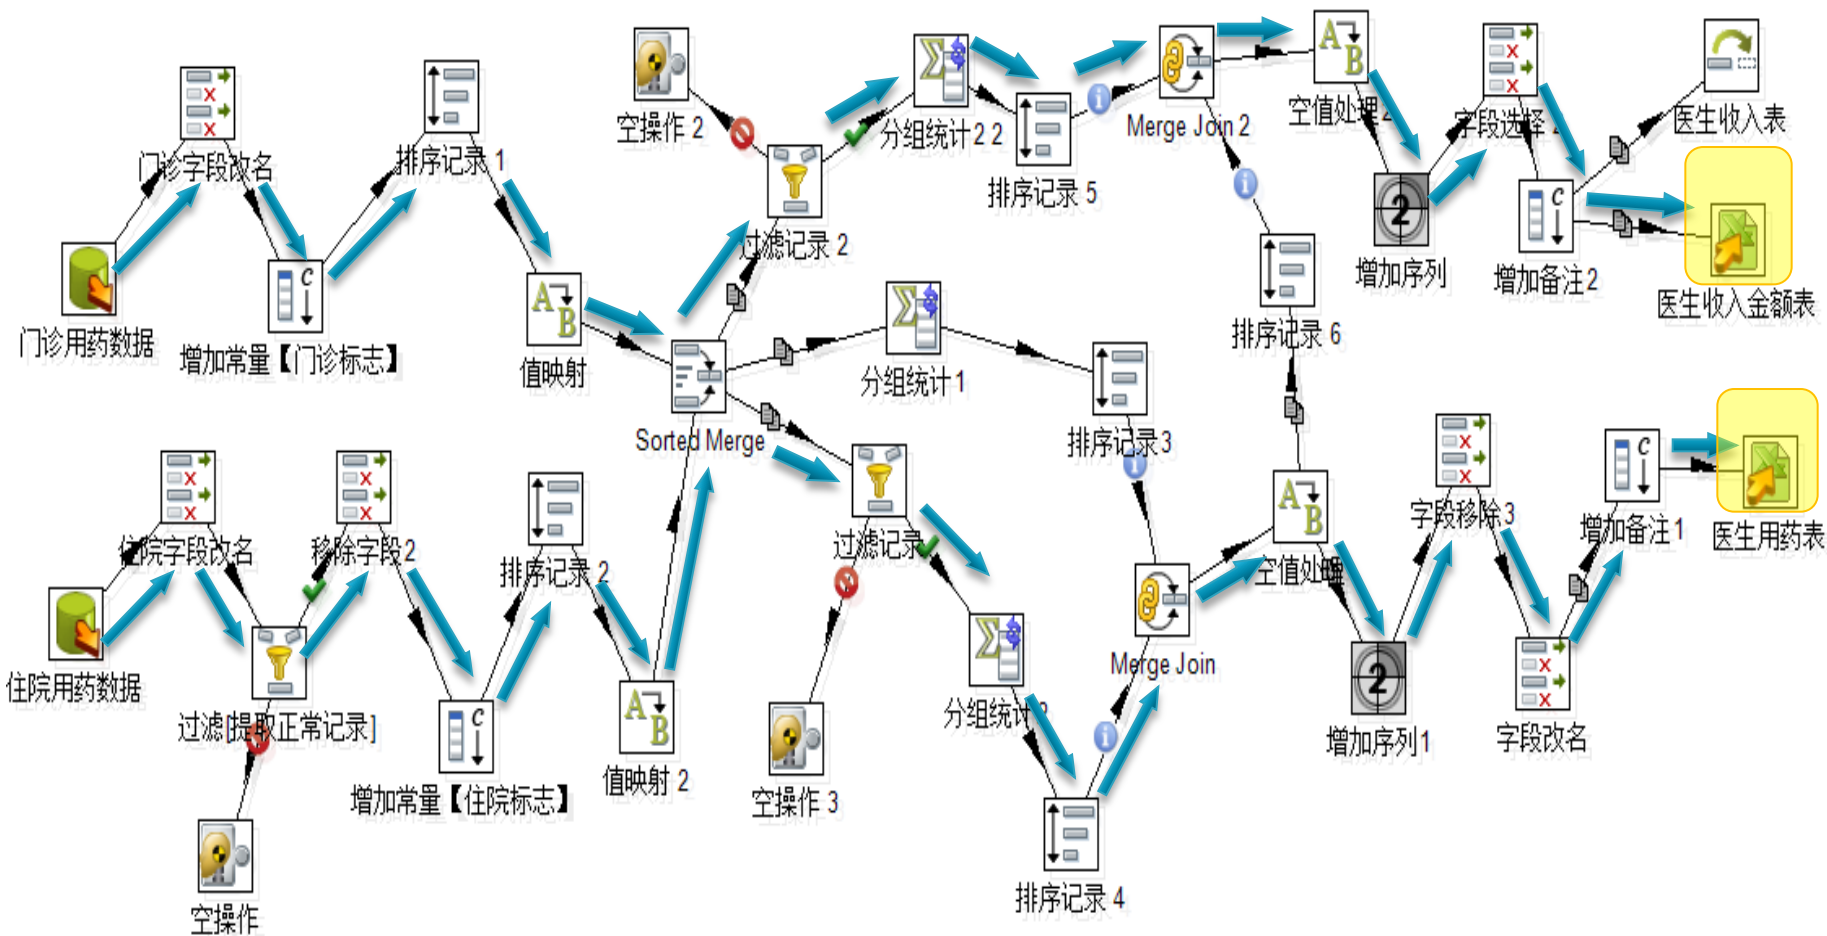 空操作 2
分组统计2 2
Merge Join 2
空值处理2
字段选择 2
医生收入表
门诊字段改名
排序记录 1
排序记录 5
过滤记录 2
增加序列
增加备注2
医生收入金额表
门诊用药数据
增加常量【门诊标志】
值映射
分组统计1
排序记录 6
Sorted Merge
排序记录3
住院字段改名
移除字段2
排序记录 2
过滤记录
空值处理
字段移除3
增加备注1
医生用药表
住院用药数据
过滤[提取正常记录]
增加常量【住院标志】
值映射 2
分组统计2
Merge Join
增加序列1
字段改名
空操作 3
空操作
排序记录 4